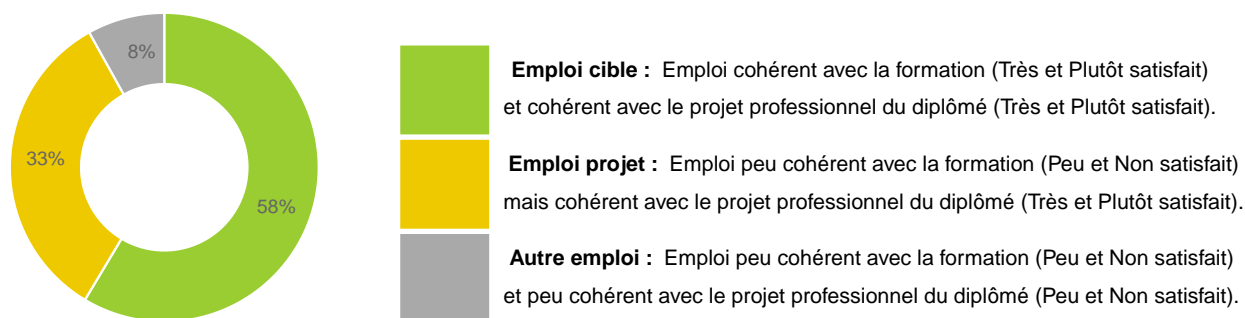 8%
33%
58%
Emploi cible : Emploi cohérent avec la formation (Très et Plutôt satisfait)
et cohérent avec le projet professionnel du diplômé (Très et Plutôt satisfait).
Emploi projet : Emploi peu cohérent avec la formation (Peu et Non satisfait)
mais cohérent avec le projet professionnel du diplômé (Très et Plutôt satisfait).
Autre emploi : Emploi peu cohérent avec la formation (Peu et Non satisfait)
et peu cohérent avec le projet professionnel du diplômé (Peu et Non satisfait).